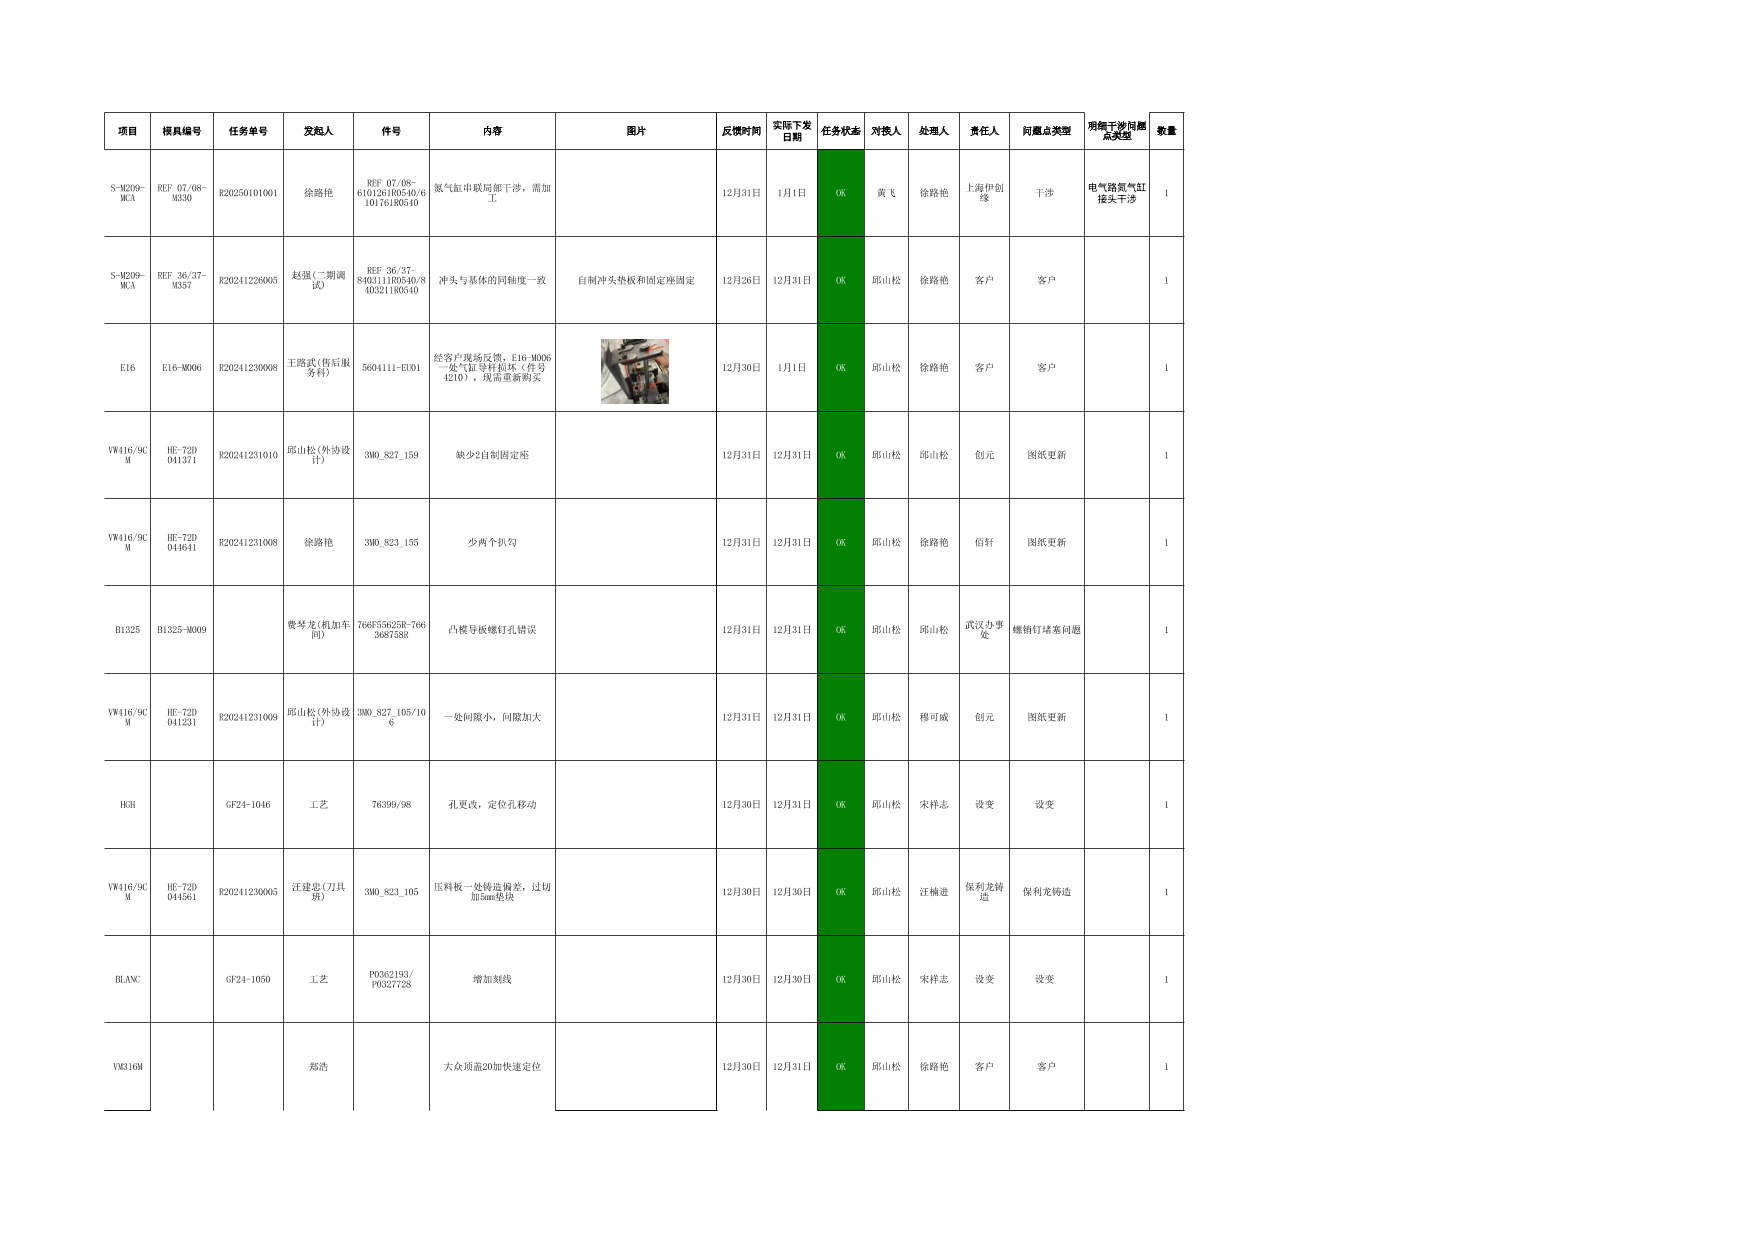 项目 模具编号 任务单号 发起人 件号 内容 图片 反馈时间 实际下发日期 任务状态 对接人 处理人 责任人 问题点类型 明细干涉问题点类型 数量
S-M209-MCA REF 07/08-M330 R20250101001 徐路艳 REF 07/08-6101261R0540/6101761R0540 氮气缸串联局部干涉，需加工 12月31日 1月1日 OK 黄飞 徐路艳 上海伊创缘 干涉 电气路氮气缸接头干涉 1
S-M209-MCA REF 36/37-M357 R20241226005 赵强(二期调试) REF 36/37-8403111R0540/8403211R0540 冲头与基体的同轴度一致 自制冲头垫板和固定座固定 12月26日 12月31日 OK 邱山松 徐路艳 客户 客户 1
E16 E16-M006 R20241230008 王路武(售后服务科) 5604111-EU01 经客户现场反馈，E16-M006一处气缸导杆损坏（件号4210），现需重新购买 12月30日 1月1日 OK 邱山松 徐路艳 客户 客户 1
VW416/9CM HE-72D 041371 R20241231010 邱山松(外协设计) 3M0_827_159 缺少2自制固定座 12月31日 12月31日 OK 邱山松 邱山松 创元 图纸更新 1
VW416/9CM HE-72D 044641 R20241231008 徐路艳 3M0_823_155 少两个扒勾 12月31日 12月31日 OK 邱山松 徐路艳 佰轩 图纸更新 1
B1325 B1325-M009 费琴龙(机加车间) 766F55625R-766368758R 凸模导板螺钉孔错误 12月31日 12月31日 OK 邱山松 邱山松 武汉办事处 螺销钉堵塞问题 1
VW416/9CM HE-72D 041231 R20241231009 邱山松(外协设计) 3M0_827_105/106 一处间隙小，间隙加大 12月31日 12月31日 OK 邱山松 穆可威 创元 图纸更新 1
HGH GF24-1046 工艺 76399/98 孔更改，定位孔移动 12月30日 12月31日 OK 邱山松 宋祥志 设变 设变 1
VW416/9CM HE-72D 044561 R20241230005 汪建忠(刀具班) 3M0_823_105 压料板一处铸造偏差，过切加5mm垫块 12月30日 12月30日 OK 邱山松 汪楠进 保利龙铸造 保利龙铸造 1
BLANC GF24-1050 工艺 P0362193/P0327728 增加刻线 12月30日 12月30日 OK 邱山松 宋祥志 设变 设变 1
VM316M 郑浩 大众顶盖20加快速定位 12月30日 12月31日 OK 邱山松 徐路艳 客户 客户 1